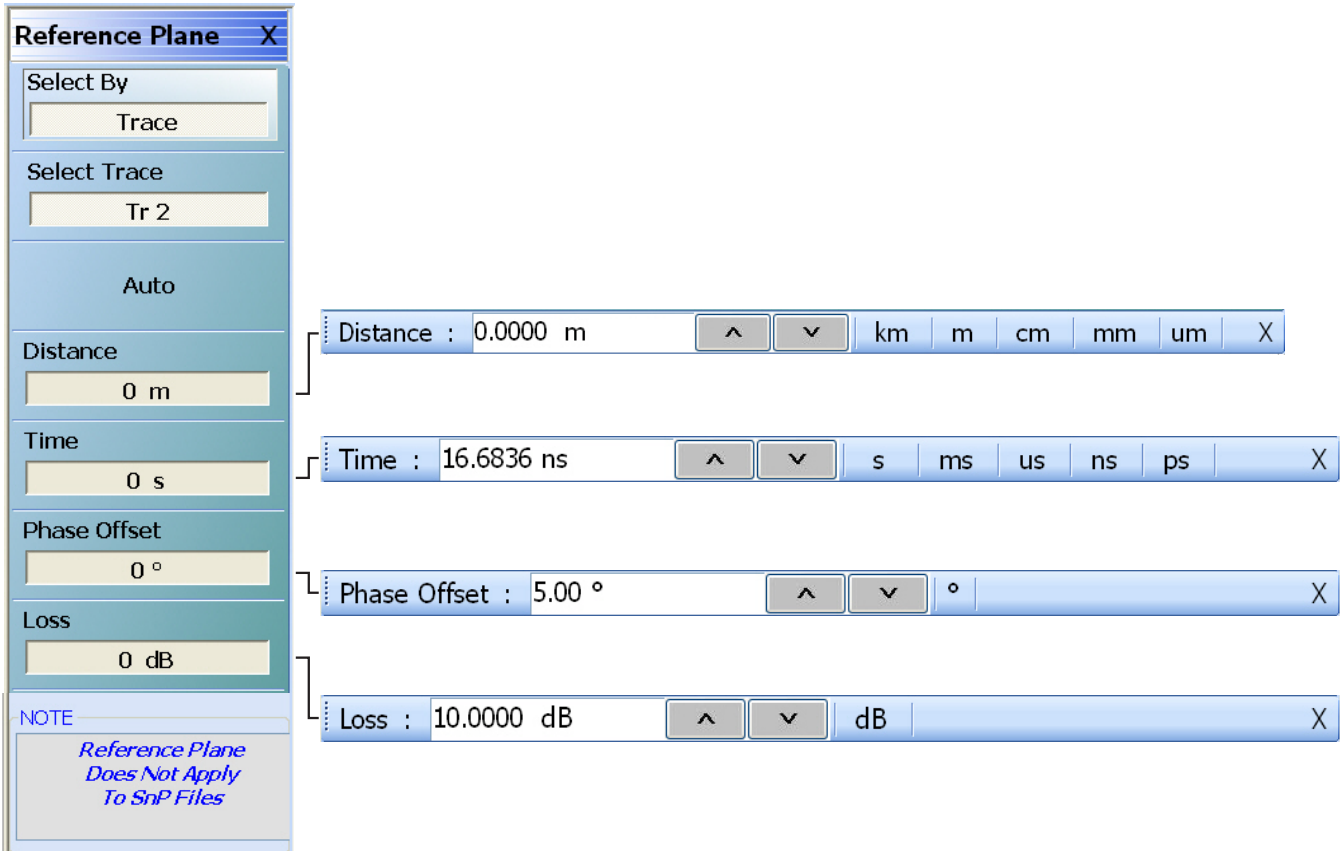 Reference Plane X
Select By
Trace
Select Trace
Tr 2
Auto
Distance
0 m
Time
0 s
Phase Offset
0 °
Loss
0 dB
NOTE
Reference Plane
Does Not Apply
To SnP Files
Distance : 0.0000 m ^ v km m cm mm um X
Time : 16.6836 ns ^ v s ms us ns ps X
Phase Offset : 5.00 ° ^ v ° X
Loss : 10.0000 dB ^ v dB X